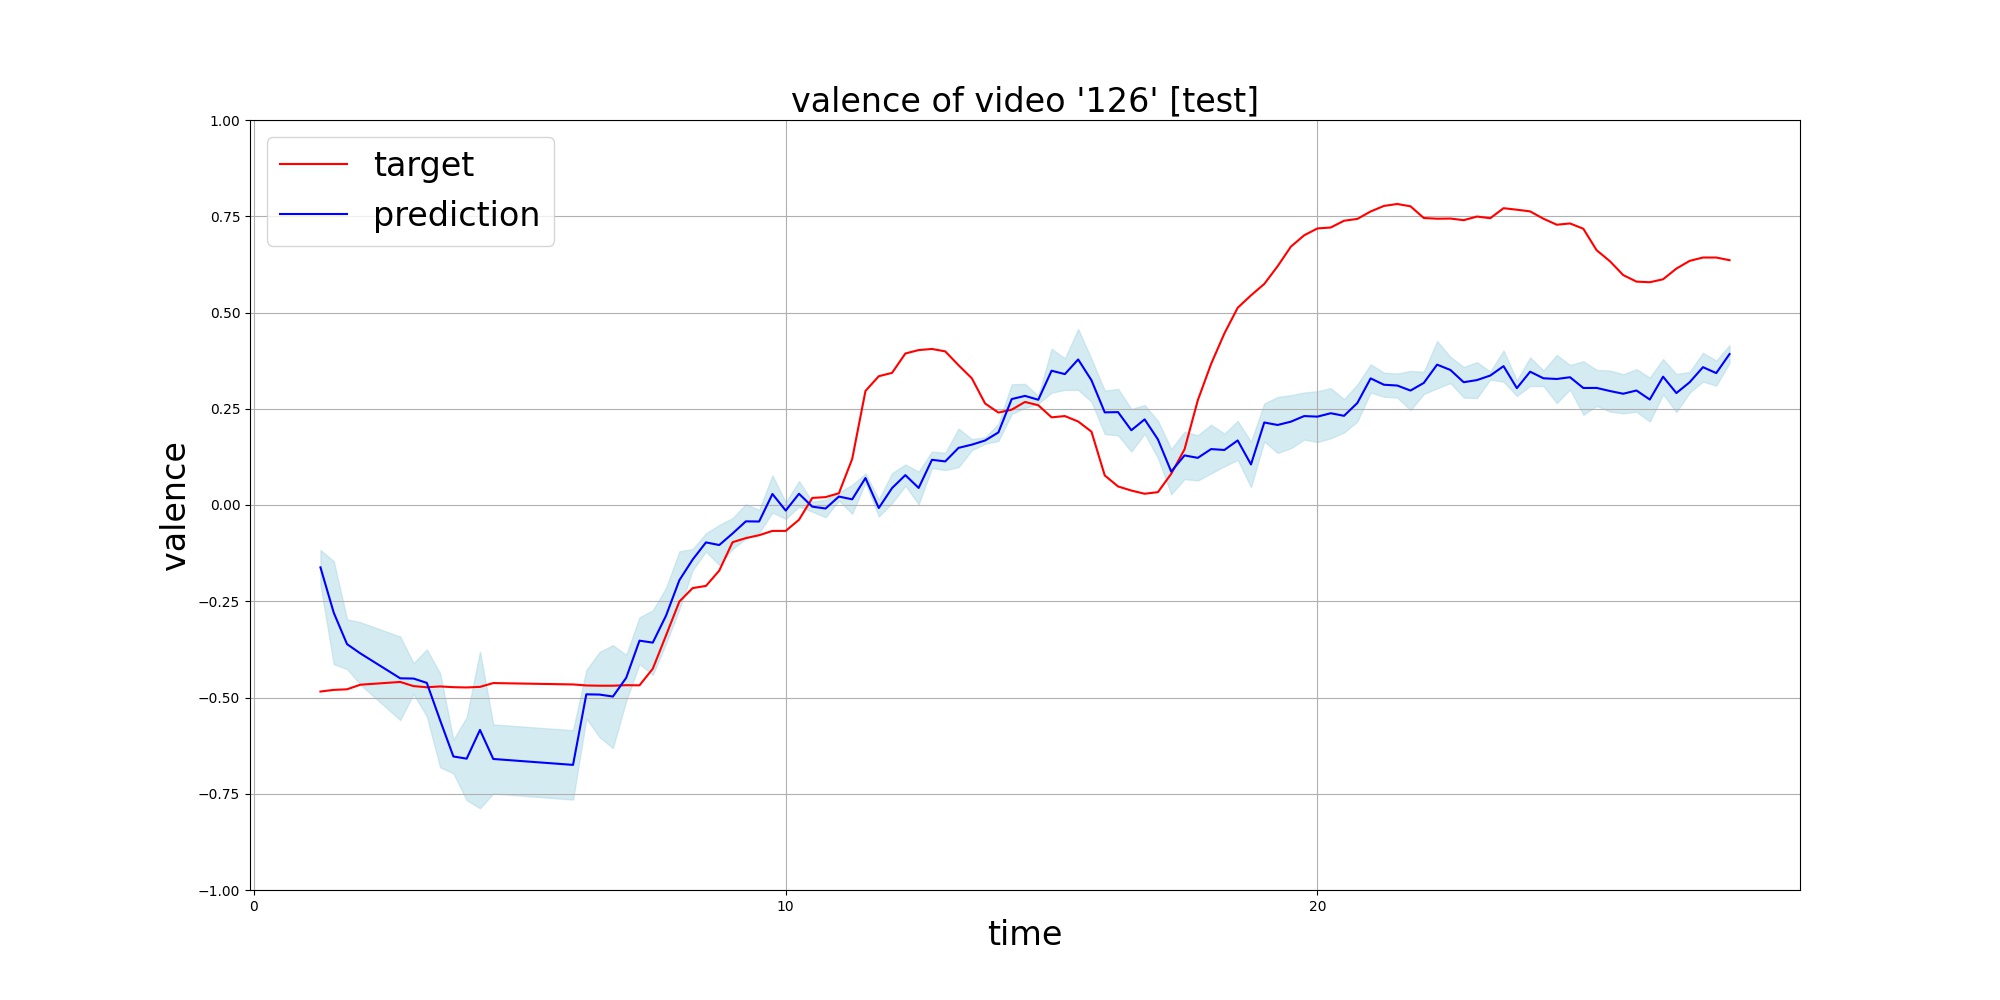 valence of video '126' [test]
target
prediction
1.00
0.75
0.50
0.25
0.00
−0.25
−0.50
−0.75
−1.00
valence
0 10 20
time